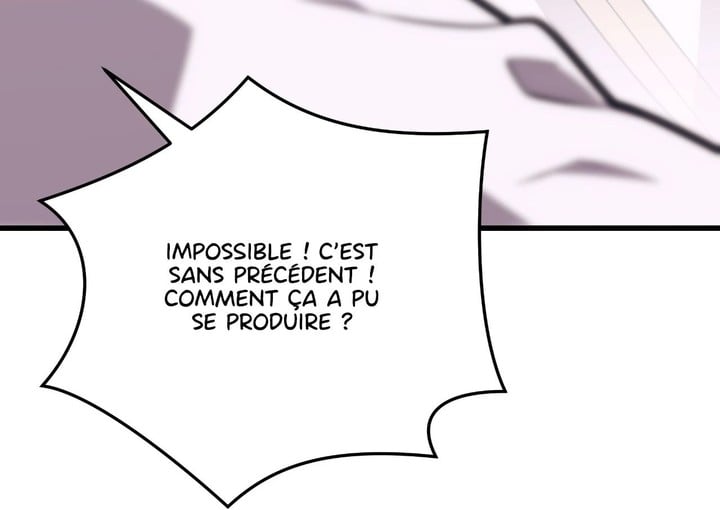 IMPOSSIBLE ! C'EST
SANS PRÉCÉDENT !
COMMENT ÇA A PU
SE PRODUIRE ?